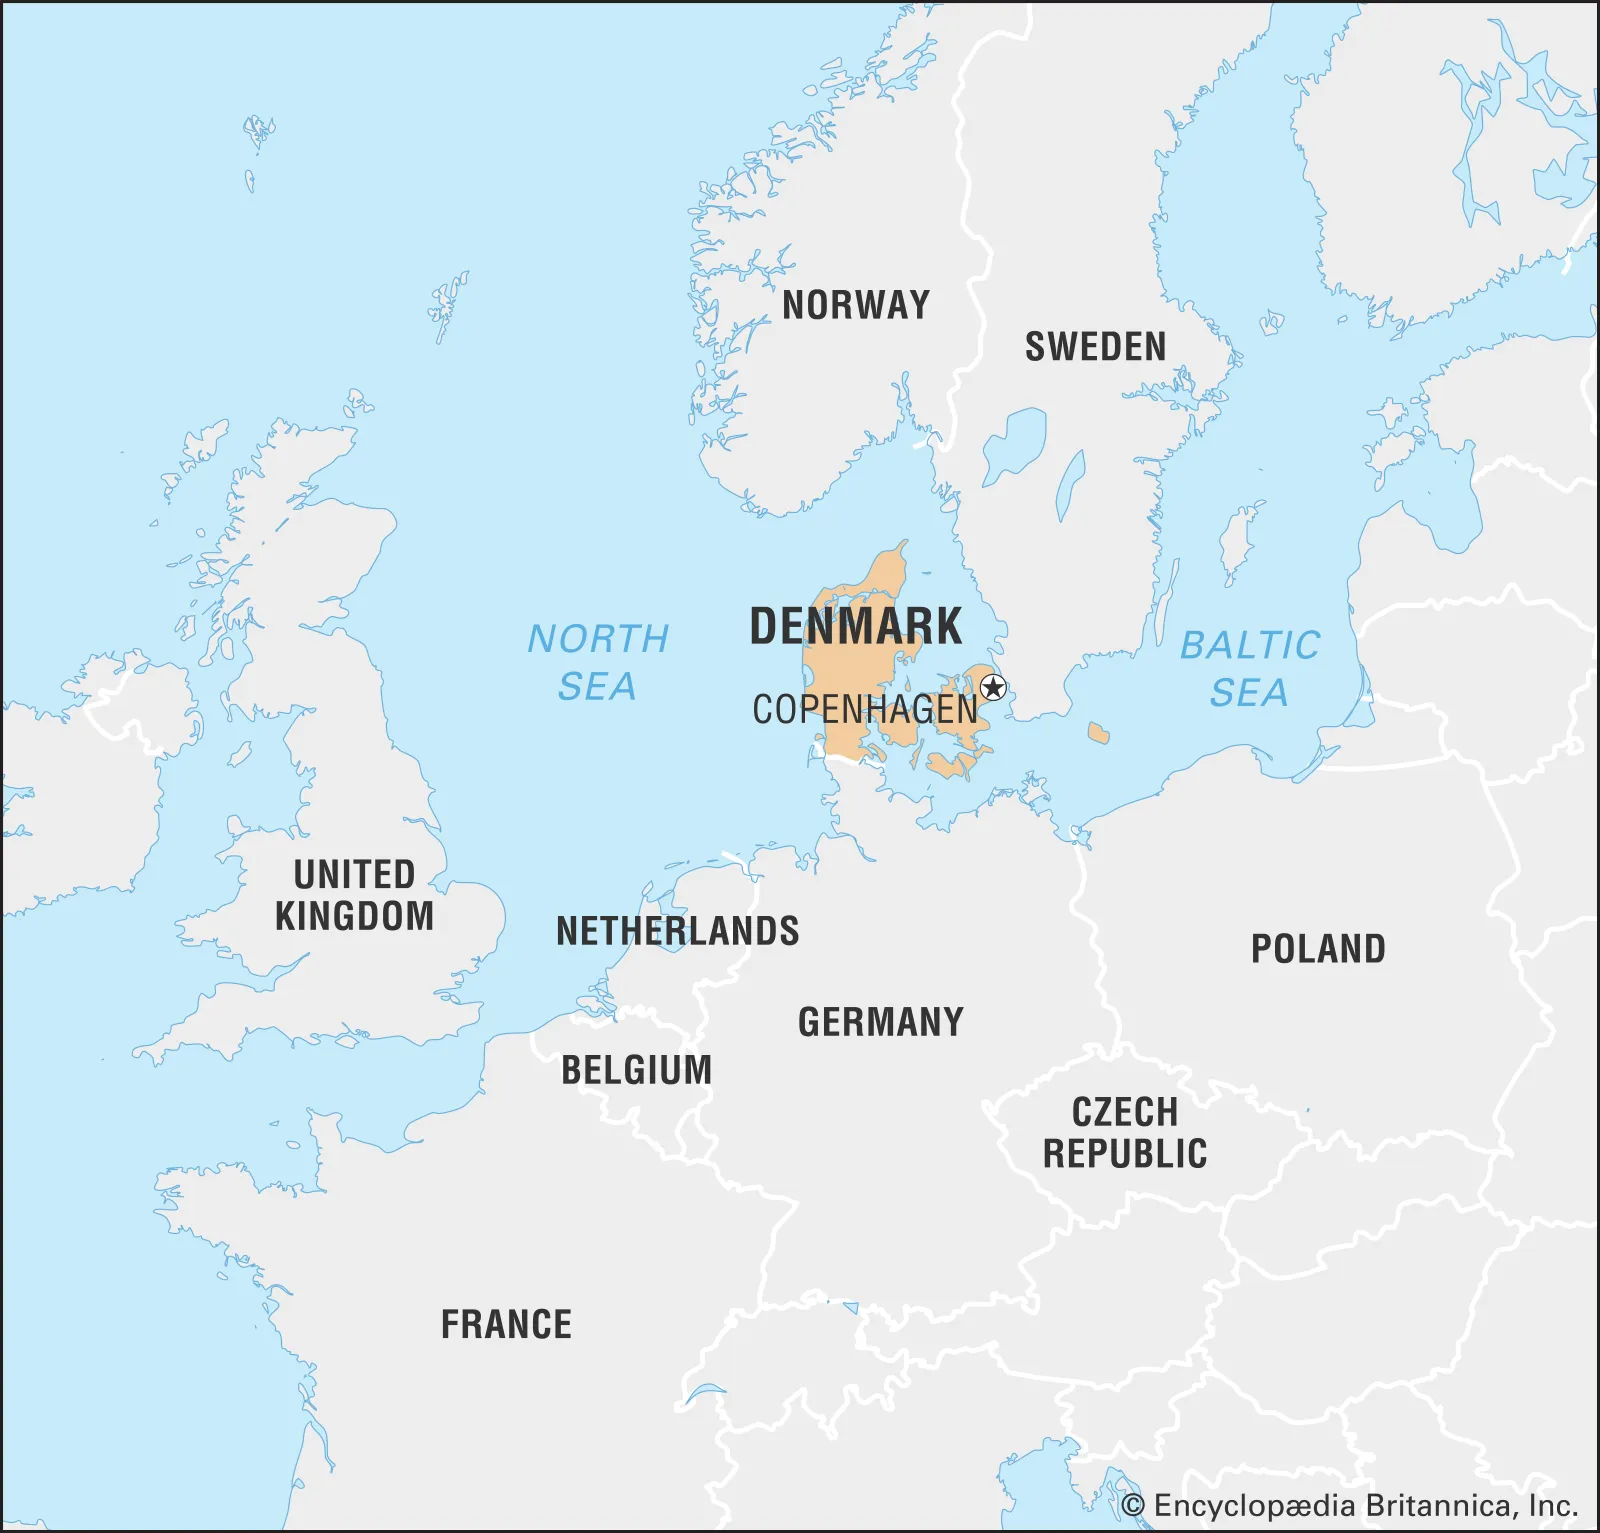 NORWAY
SWEDEN
DENMARK
NORTH
SEA
BALTIC
SEA
COPENHAGEN
UNITED
KINGDOM
NETHERLANDS
POLAND
GERMANY
BELGIUM
CZECH
REPUBLIC
FRANCE
© Encyclopædia Britannica, Inc.